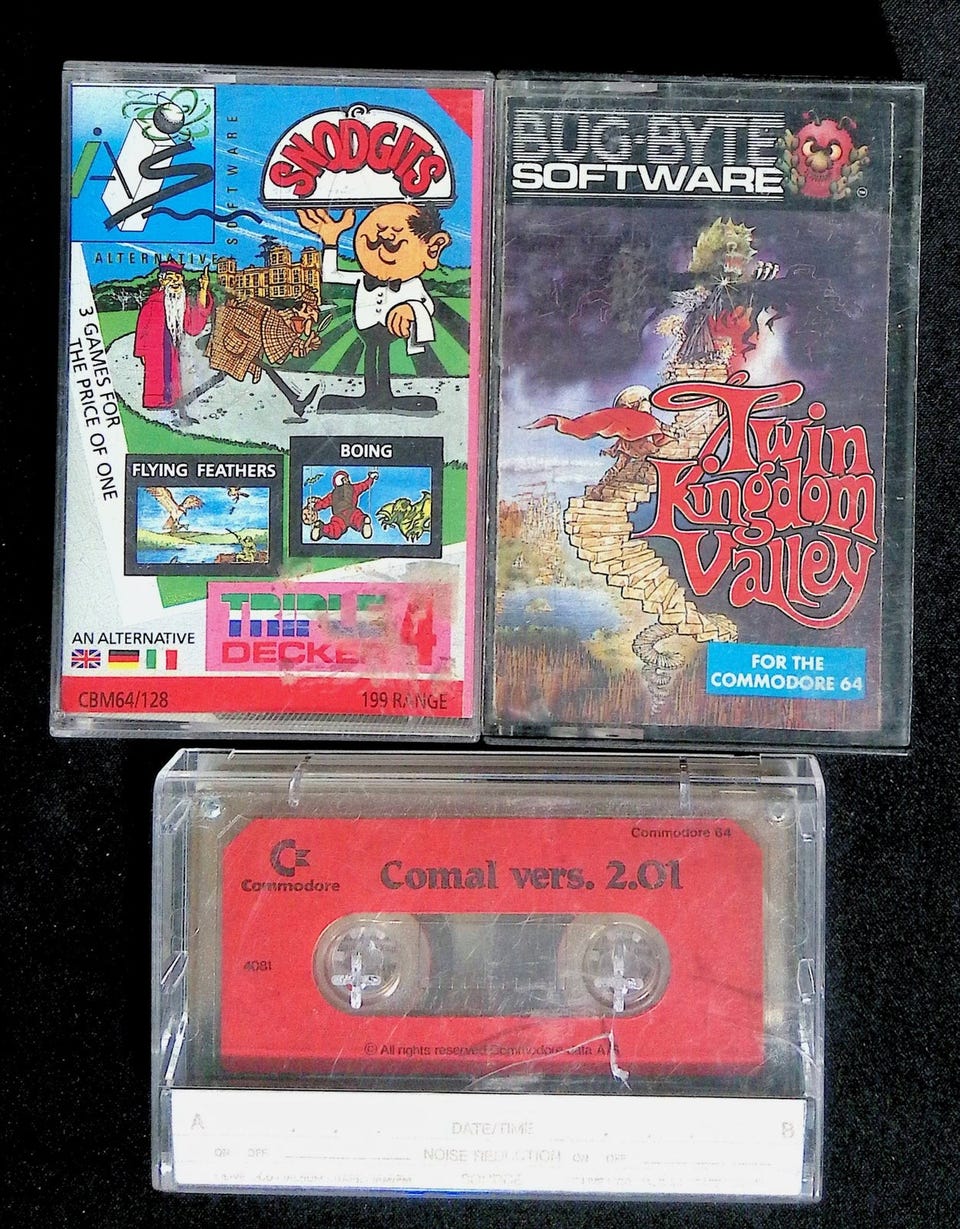 iAS
ALTERNATIVE
SOFTWARE
SNODGITS
3 GAMES FOR
THE PRICE OF ONE
FLYING FEATHERS
BOING
TRIPLE
DECKER 4
AN ALTERNATIVE
CBM64/128
199 RANGE
BUG-BYTE
SOFTWARE
TM
Twin
Kingdom
Valley
FOR THE
COMMODORE 64
Commodore 64
Commodore
Comal vers. 2.01
4081
© All rights reserved Commodore data A/S
A
DATE/TIME
B
ON OFF
NOISE REDUCTION
ON OFF
SOURCE